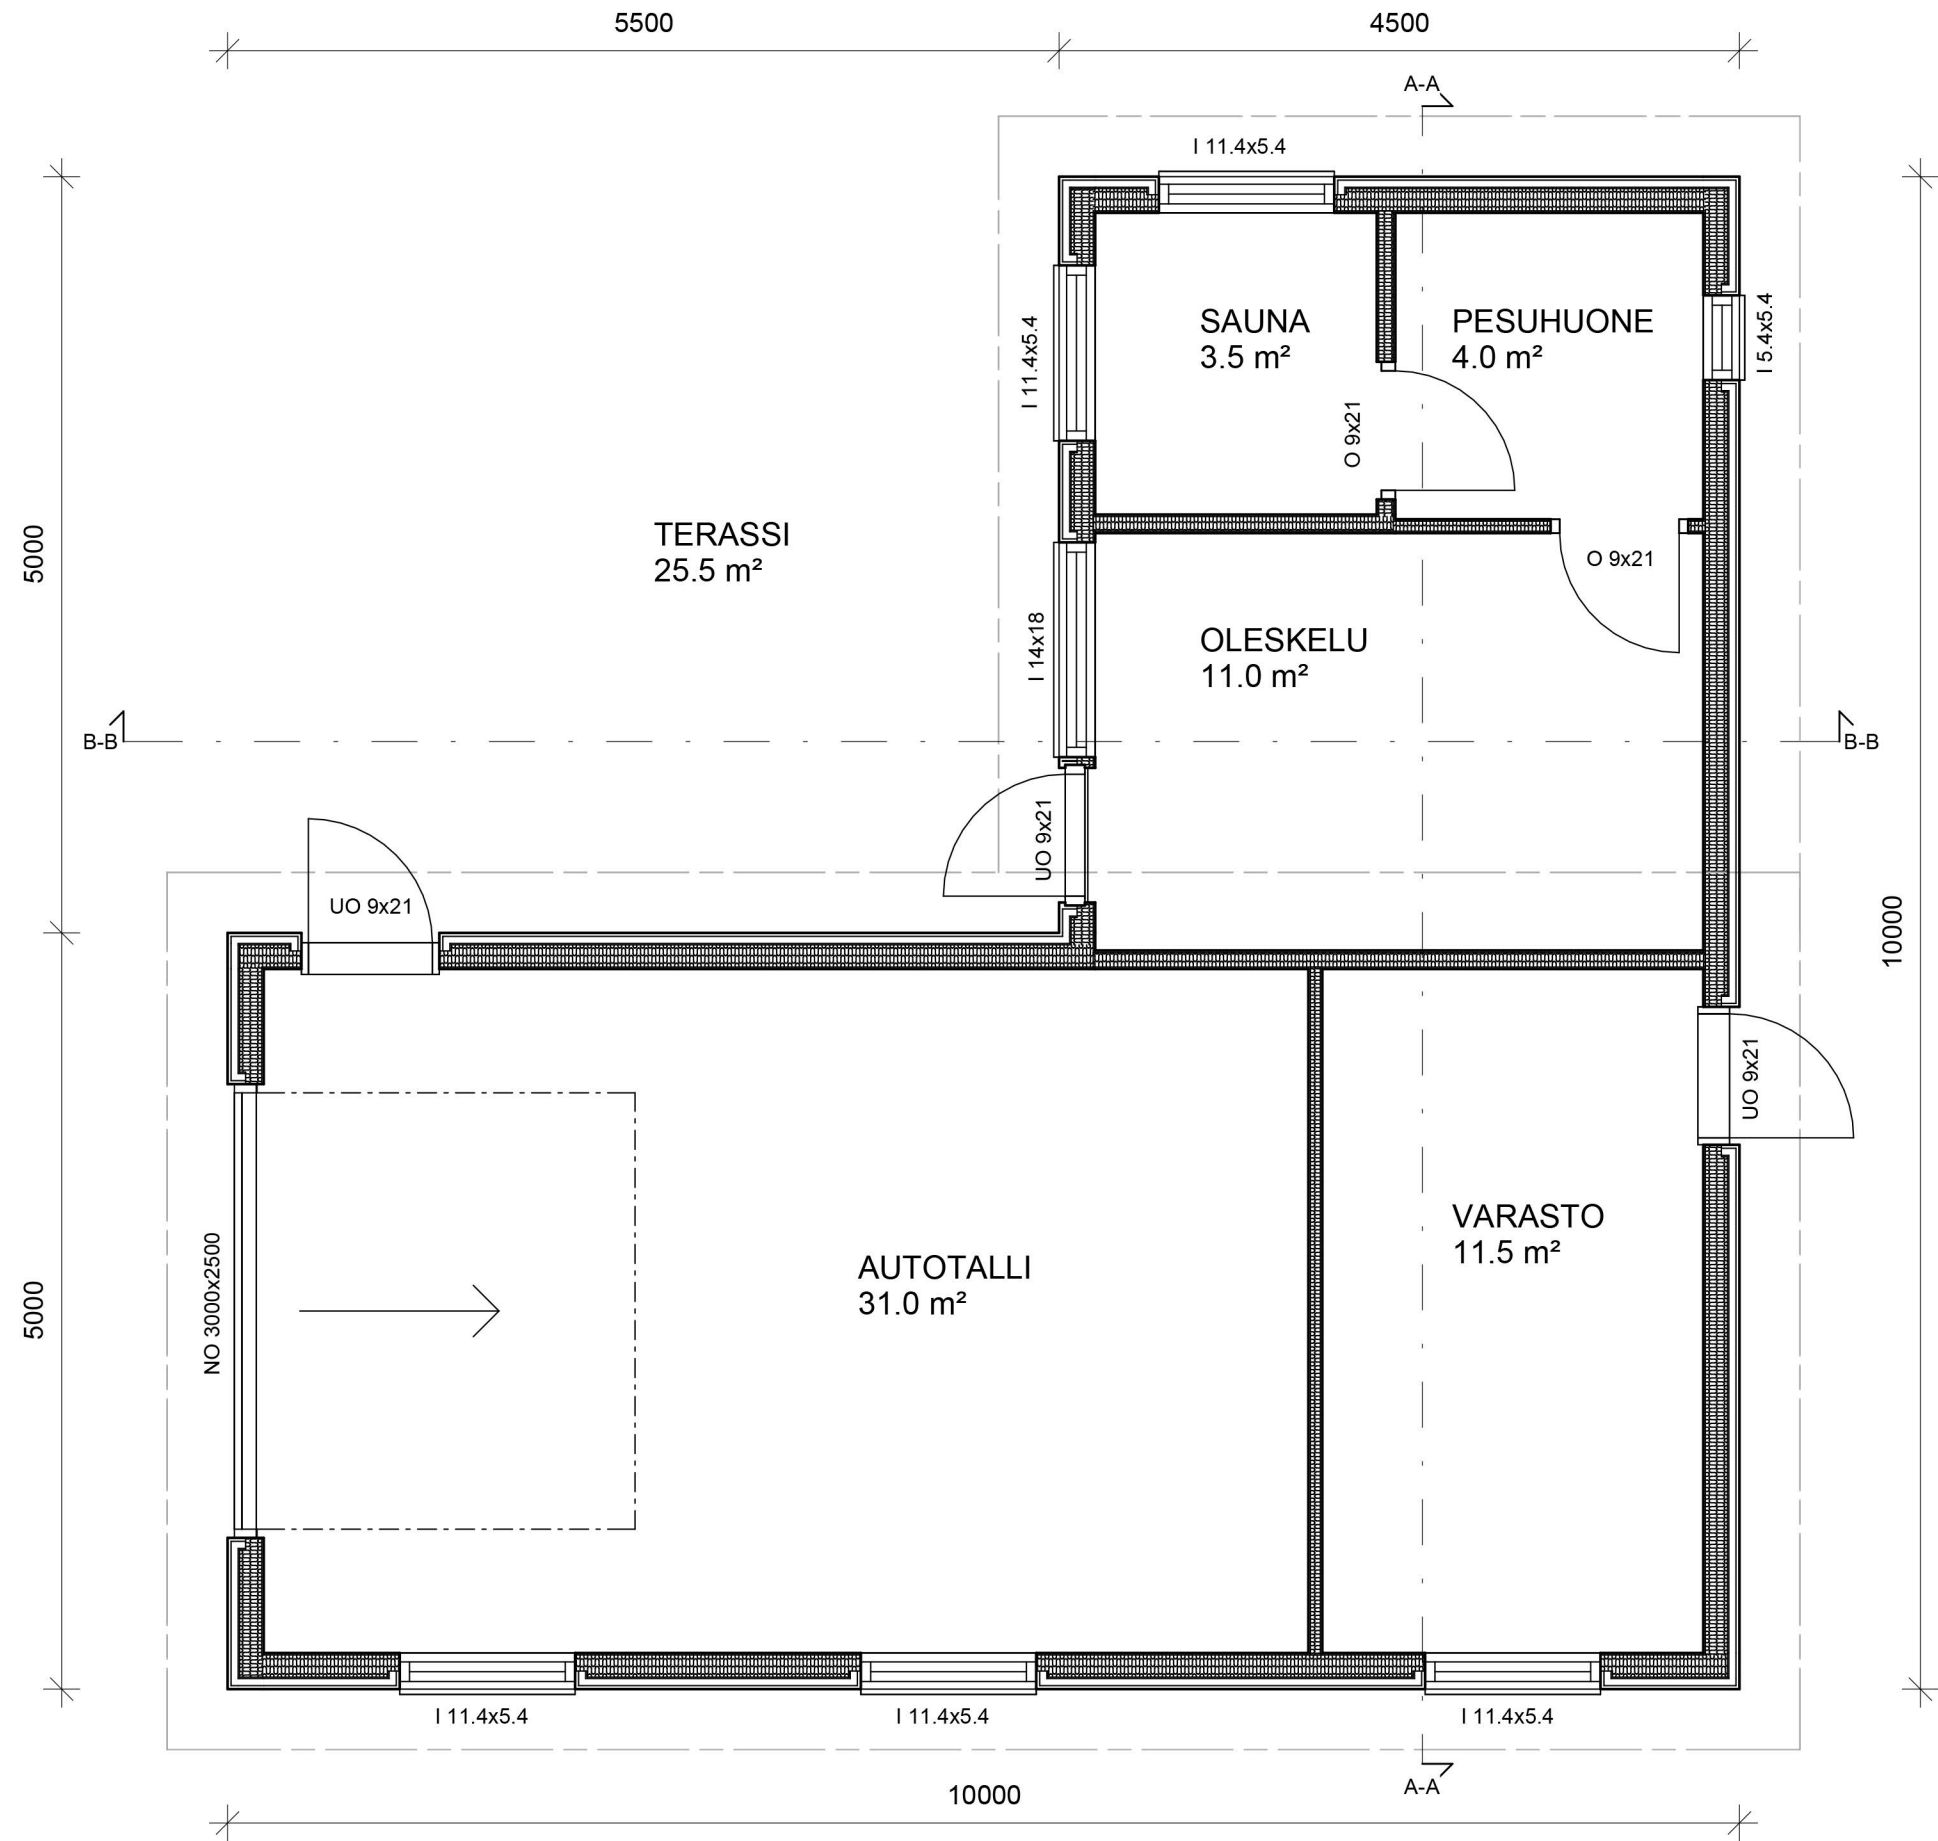 5500
4500
A-A
I 11.4x5.4
SAUNA
3.5 m²
PESUHUONE
4.0 m²
I 11.4x5.4
I 5.4x5.4
O 9x21
TERASSI
25.5 m²
5000
O 9x21
OLESKELU
11.0 m²
I 14x18
B-B
B-B
UO 9x21
UO 9x21
10000
UO 9x21
VARASTO
11.5 m²
AUTOTALLI
31.0 m²
NO 3000x2500
5000
I 11.4x5.4
I 11.4x5.4
I 11.4x5.4
A-A
10000